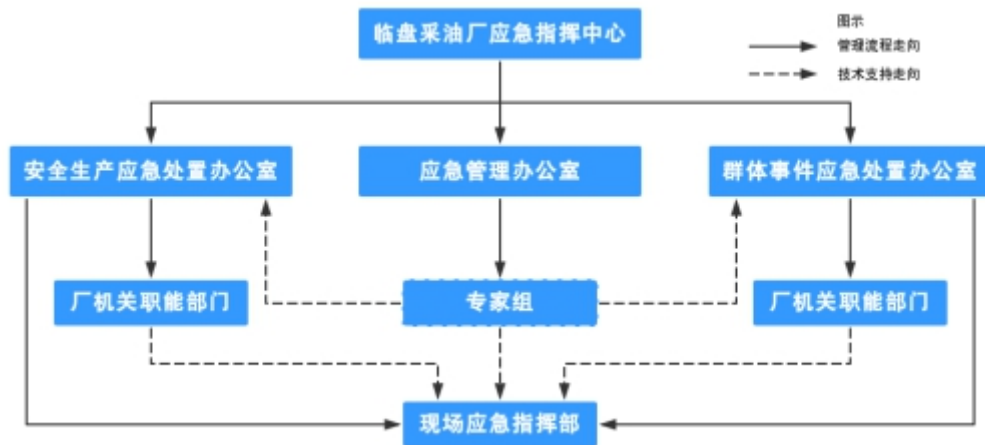 临盘采油厂应急指挥中心
图示
管理流程走向
技术支持走向
安全生产应急处置办公室
应急管理办公室
群体事件应急处置办公室
厂机关职能部门
专家组
厂机关职能部门
现场应急指挥部